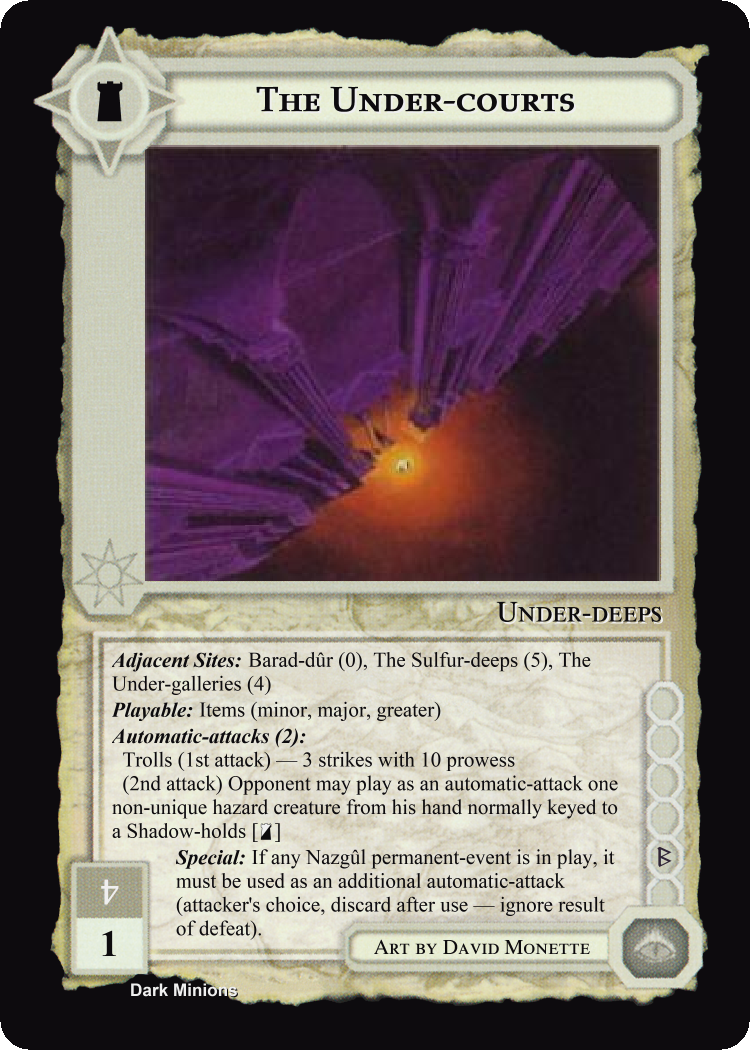 The Under-courts
Under-deeps
Adjacent Sites: Barad-dûr (0), The Sulfur-deeps (5), The
Under-galleries (4)
Playable: Items (minor, major, greater)
Automatic-attacks (2):
Trolls (1st attack) — 3 strikes with 10 prowess
(2nd attack) Opponent may play as an automatic-attack one
non-unique hazard creature from his hand normally keyed to
a Shadow-holds [ ]
Special: If any Nazgûl permanent-event is in play, it
must be used as an additional automatic-attack
(attacker's choice, discard after use — ignore result
of defeat).
4
1
Art by David Monette
Dark Minions